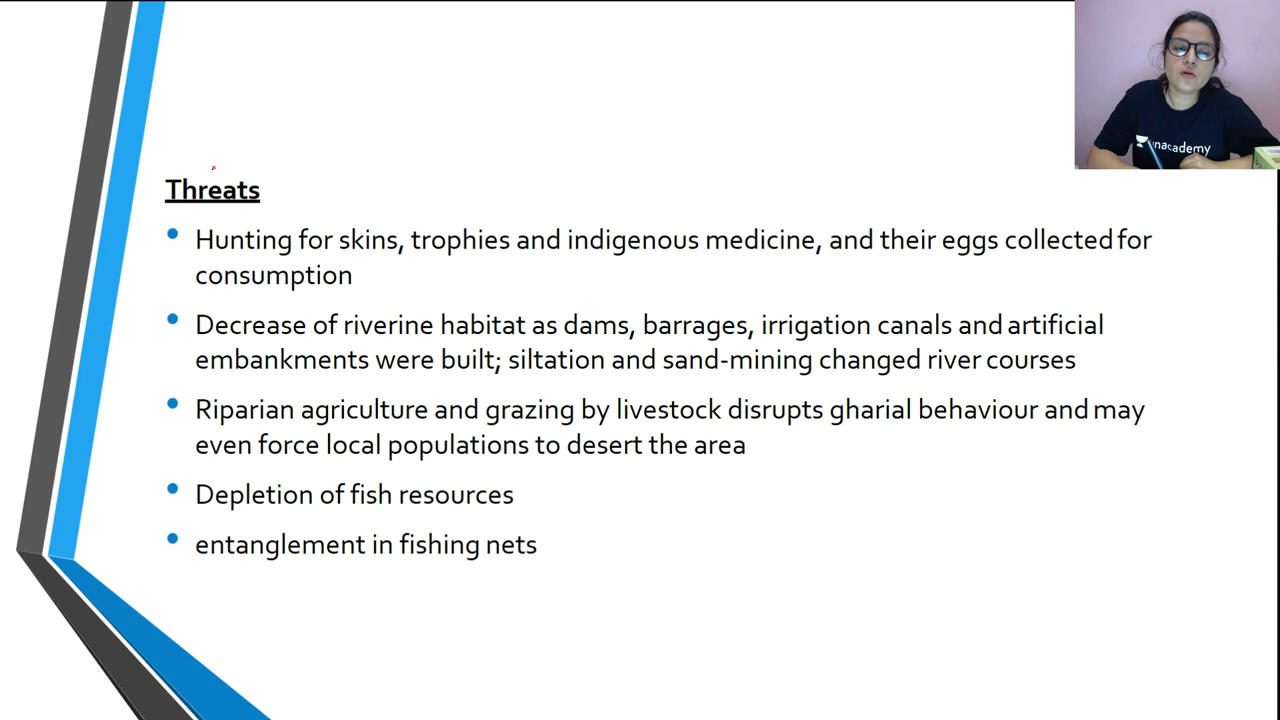 unacademy
Threats
Hunting for skins, trophies and indigenous medicine, and their eggs collected for
consumption
Decrease of riverine habitat as dams, barrages, irrigation canals and artificial
embankments were built; siltation and sand-mining changed river courses
Riparian agriculture and grazing by livestock disrupts gharial behaviour and may
even force local populations to desert the area
Depletion of fish resources
entanglement in fishing nets